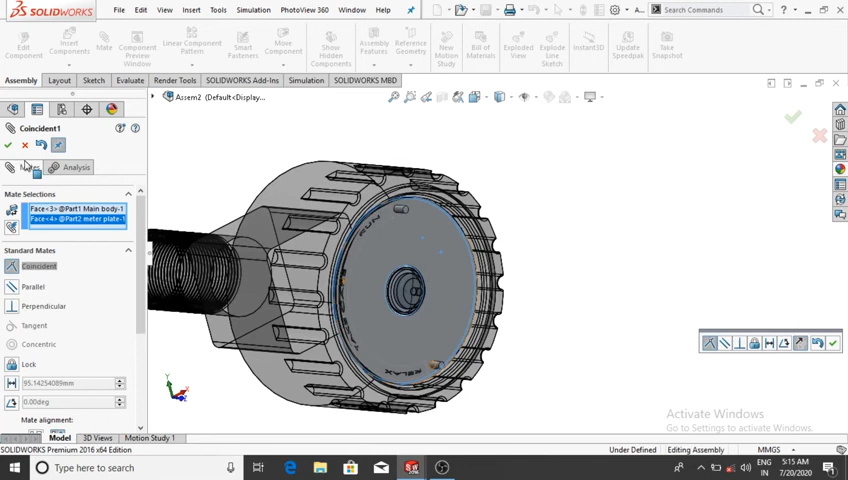 SOLIDWORKS
File Edit View Insert Tools Simulation Window PhotoView 360 Help
Search Commands
Edit Component
Insert Components
Mate
Component Preview Window
Linear Component Pattern
Smart Fasteners
Move Component
Show Hidden Components
Assembly Features
Reference Geometry
New Motion Study
Bill of Materials
Exploded View
Explode Line Sketch
Instant3D
Update Speedpak
Take Snapshot
Assembly Layout Sketch Evaluate Render Tools SOLIDWORKS Add-Ins Simulation SOLIDWORKS MBD
Assem2 (Default<Display...
Coincident1
Analysis
Mate Selections
Face<3> @Part1 Main body-1
Face<4> @Part2 meter plate-1
Standard Mates
Coincident
Parallel
Perpendicular
Tangent
Concentric
Lock
95.14254089mm
0.00deg
Mate alignment:
RUN
RELAX
Y
X
Z
Activate Windows
Go to Settings to activate Windows.
Model 3D Views Motion Study 1
SOLIDWORKS Premium 2016 x64 Edition
Under Defined Editing Assembly MMGS
Type here to search
ENG
IN
5:15 AM
7/20/2020